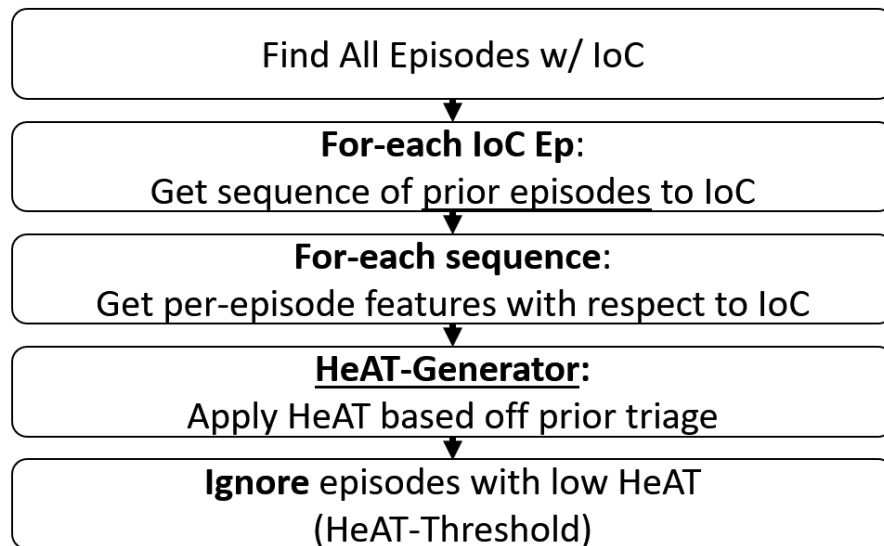 Find All Episodes w/ IoC
For-each IoC Ep:
Get sequence of prior episodes to IoC
For-each sequence:
Get per-episode features with respect to IoC
HeAT-Generator:
Apply HeAT based off prior triage
Ignore episodes with low HeAT
(HeAT-Threshold)